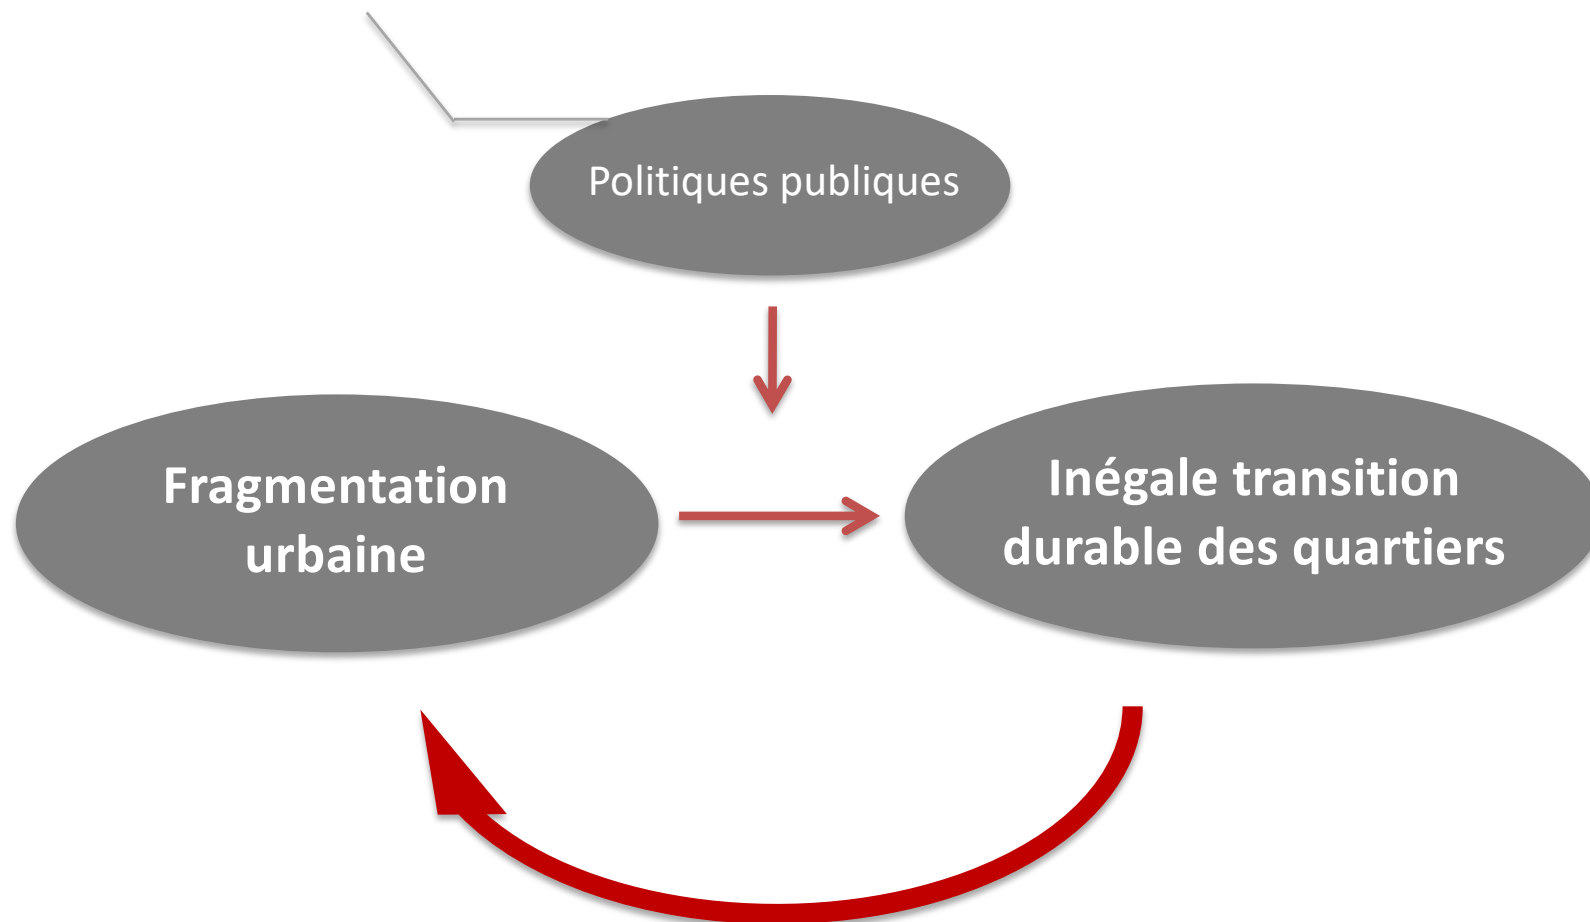 Politiques publiques
Fragmentation
urbaine
Inégale transition
durable des quartiers